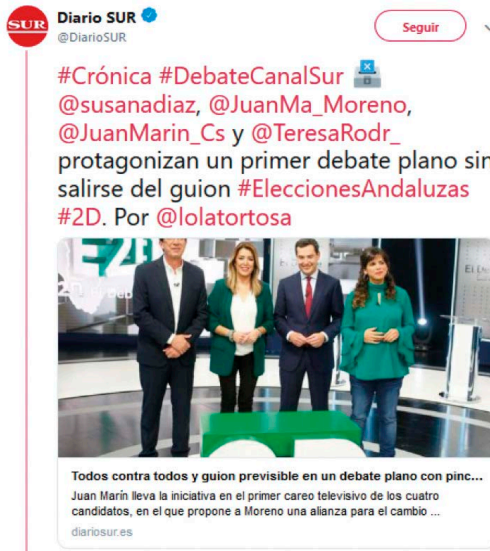 SUR
Diario SUR
@DiarioSUR
Seguir
#Crónica #DebateCanalSur
@susanadiaz, @JuanMa_Moreno,
@JuanMarin_Cs y @TeresaRodr_
protagonizan un primer debate plano sin
salirse del guion #EleccionesAndaluzas
#2D. Por @lolatortosa
Todos contra todos y guion previsible en un debate plano con pinc...
Juan Marín lleva la iniciativa en el primer careo televisivo de los cuatro
candidatos, en el que propone a Moreno una alianza para el cambio ...
diariosur.es